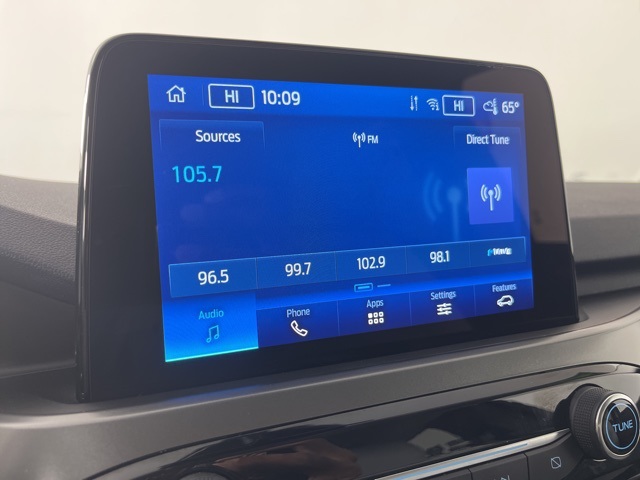 HI 10:09 HI 65°
Sources FM Direct Tune
105.7
96.5 99.7 102.9 98.1
Audio Phone Apps Settings Features
TUNE